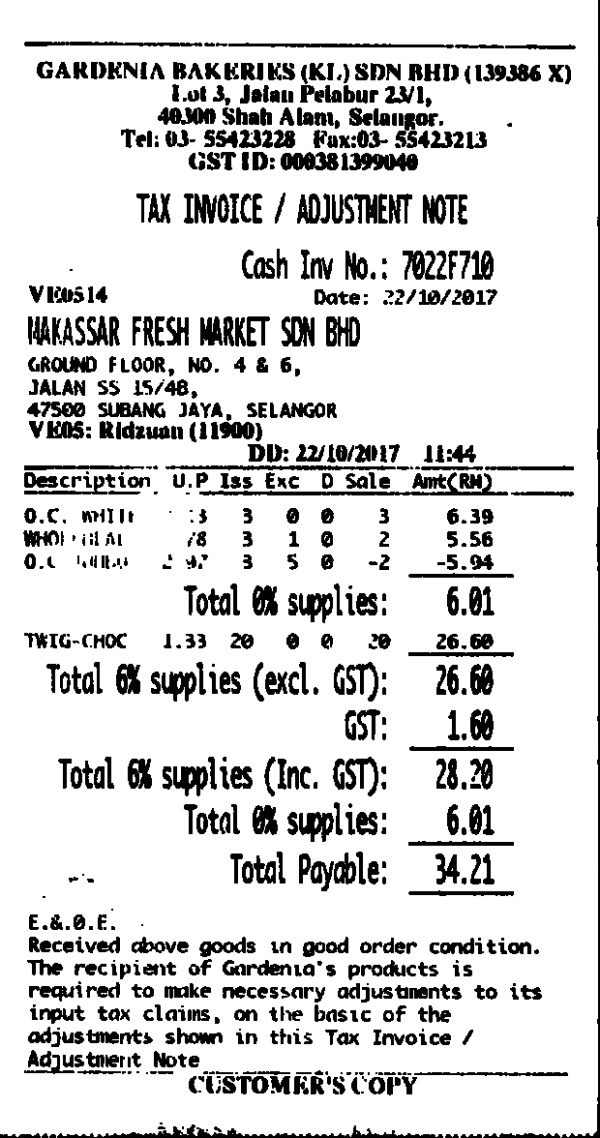 GARDENIA BAKERIES (KL) SDN BHD (139386 X)
Lot 3, Jalan Pelabur 23/1,
40300 Shah Alam, Selangor.
Tel: 03- 55423228 Fax:03- 55423213
GST ID: 000381399040
TAX INVOICE / ADJUSTMENT NOTE
Cash Inv No.: 7022F710
VE0514 Date: 22/10/2017
MAKASSAR FRESH MARKET SDN BHD
GROUND FLOOR, NO. 4 & 6,
JALAN SS 15/4B,
47500 SUBANG JAYA, SELANGOR
VE05: Ridzuan (11900)
DD: 22/10/2017 11:44
Description U.P Iss Exc D Sale Amt(RM)
O.C. WHITE 3 0 0 3 6.39
3 1 0 2 5.56
3 5 0 -2 -5.94
Total 0% supplies: 6.01
TWIG-CHOC 1.33 20 0 0 20 26.60
Total 6% supplies (excl. GST): 26.60
GST: 1.60
Total 6% supplies (Inc. GST): 28.20
Total 0% supplies: 6.01
Total Payable: 34.21
E.&.O.E.
Received above goods in good order condition.
The recipient of Gardenia's products is
required to make necessary adjustments to its
input tax claims, on the basic of the
adjustments shown in this Tax Invoice /
Adjustment Note
CUSTOMER'S COPY